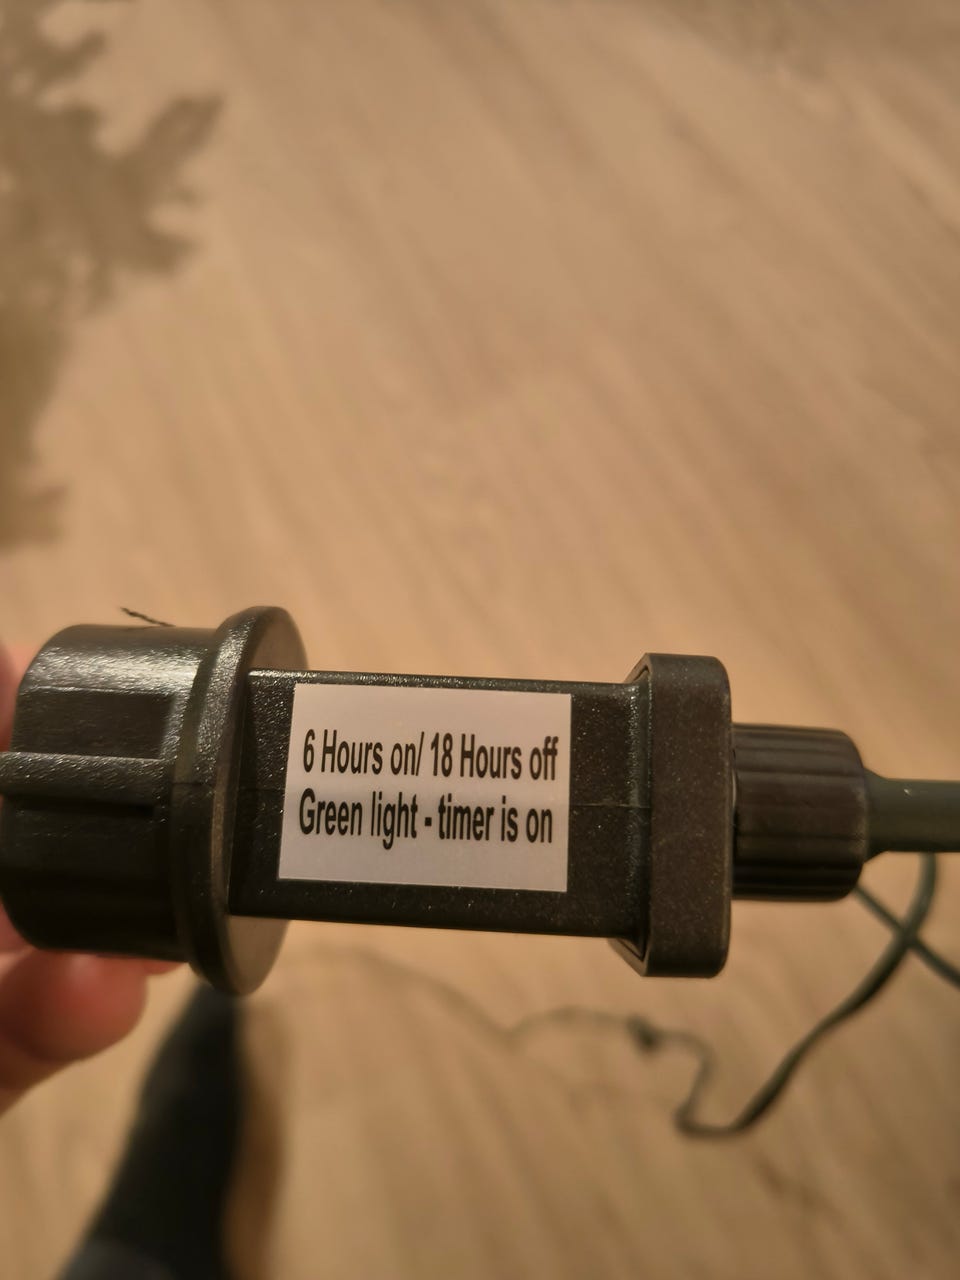 6 Hours on/ 18 Hours off
Green light - timer is on